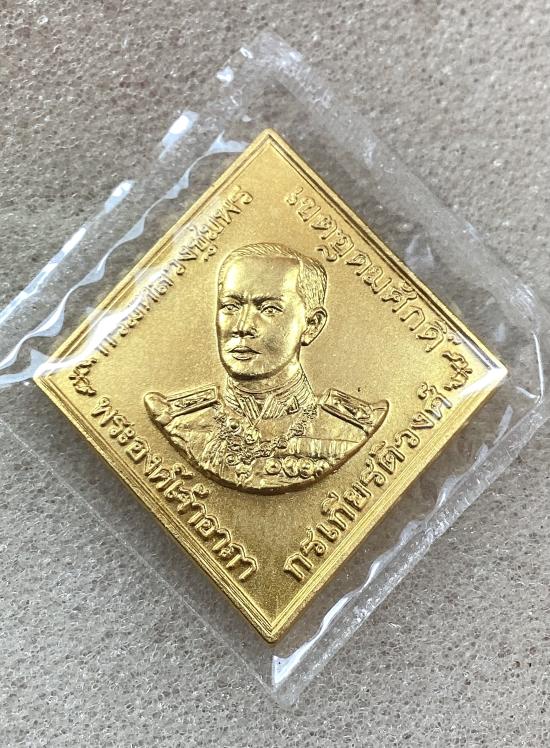 กรมหลวงชุมพร
เขตอุดมศักดิ์
พระองค์เจ้าอาภา
กรเกียรติวงศ์